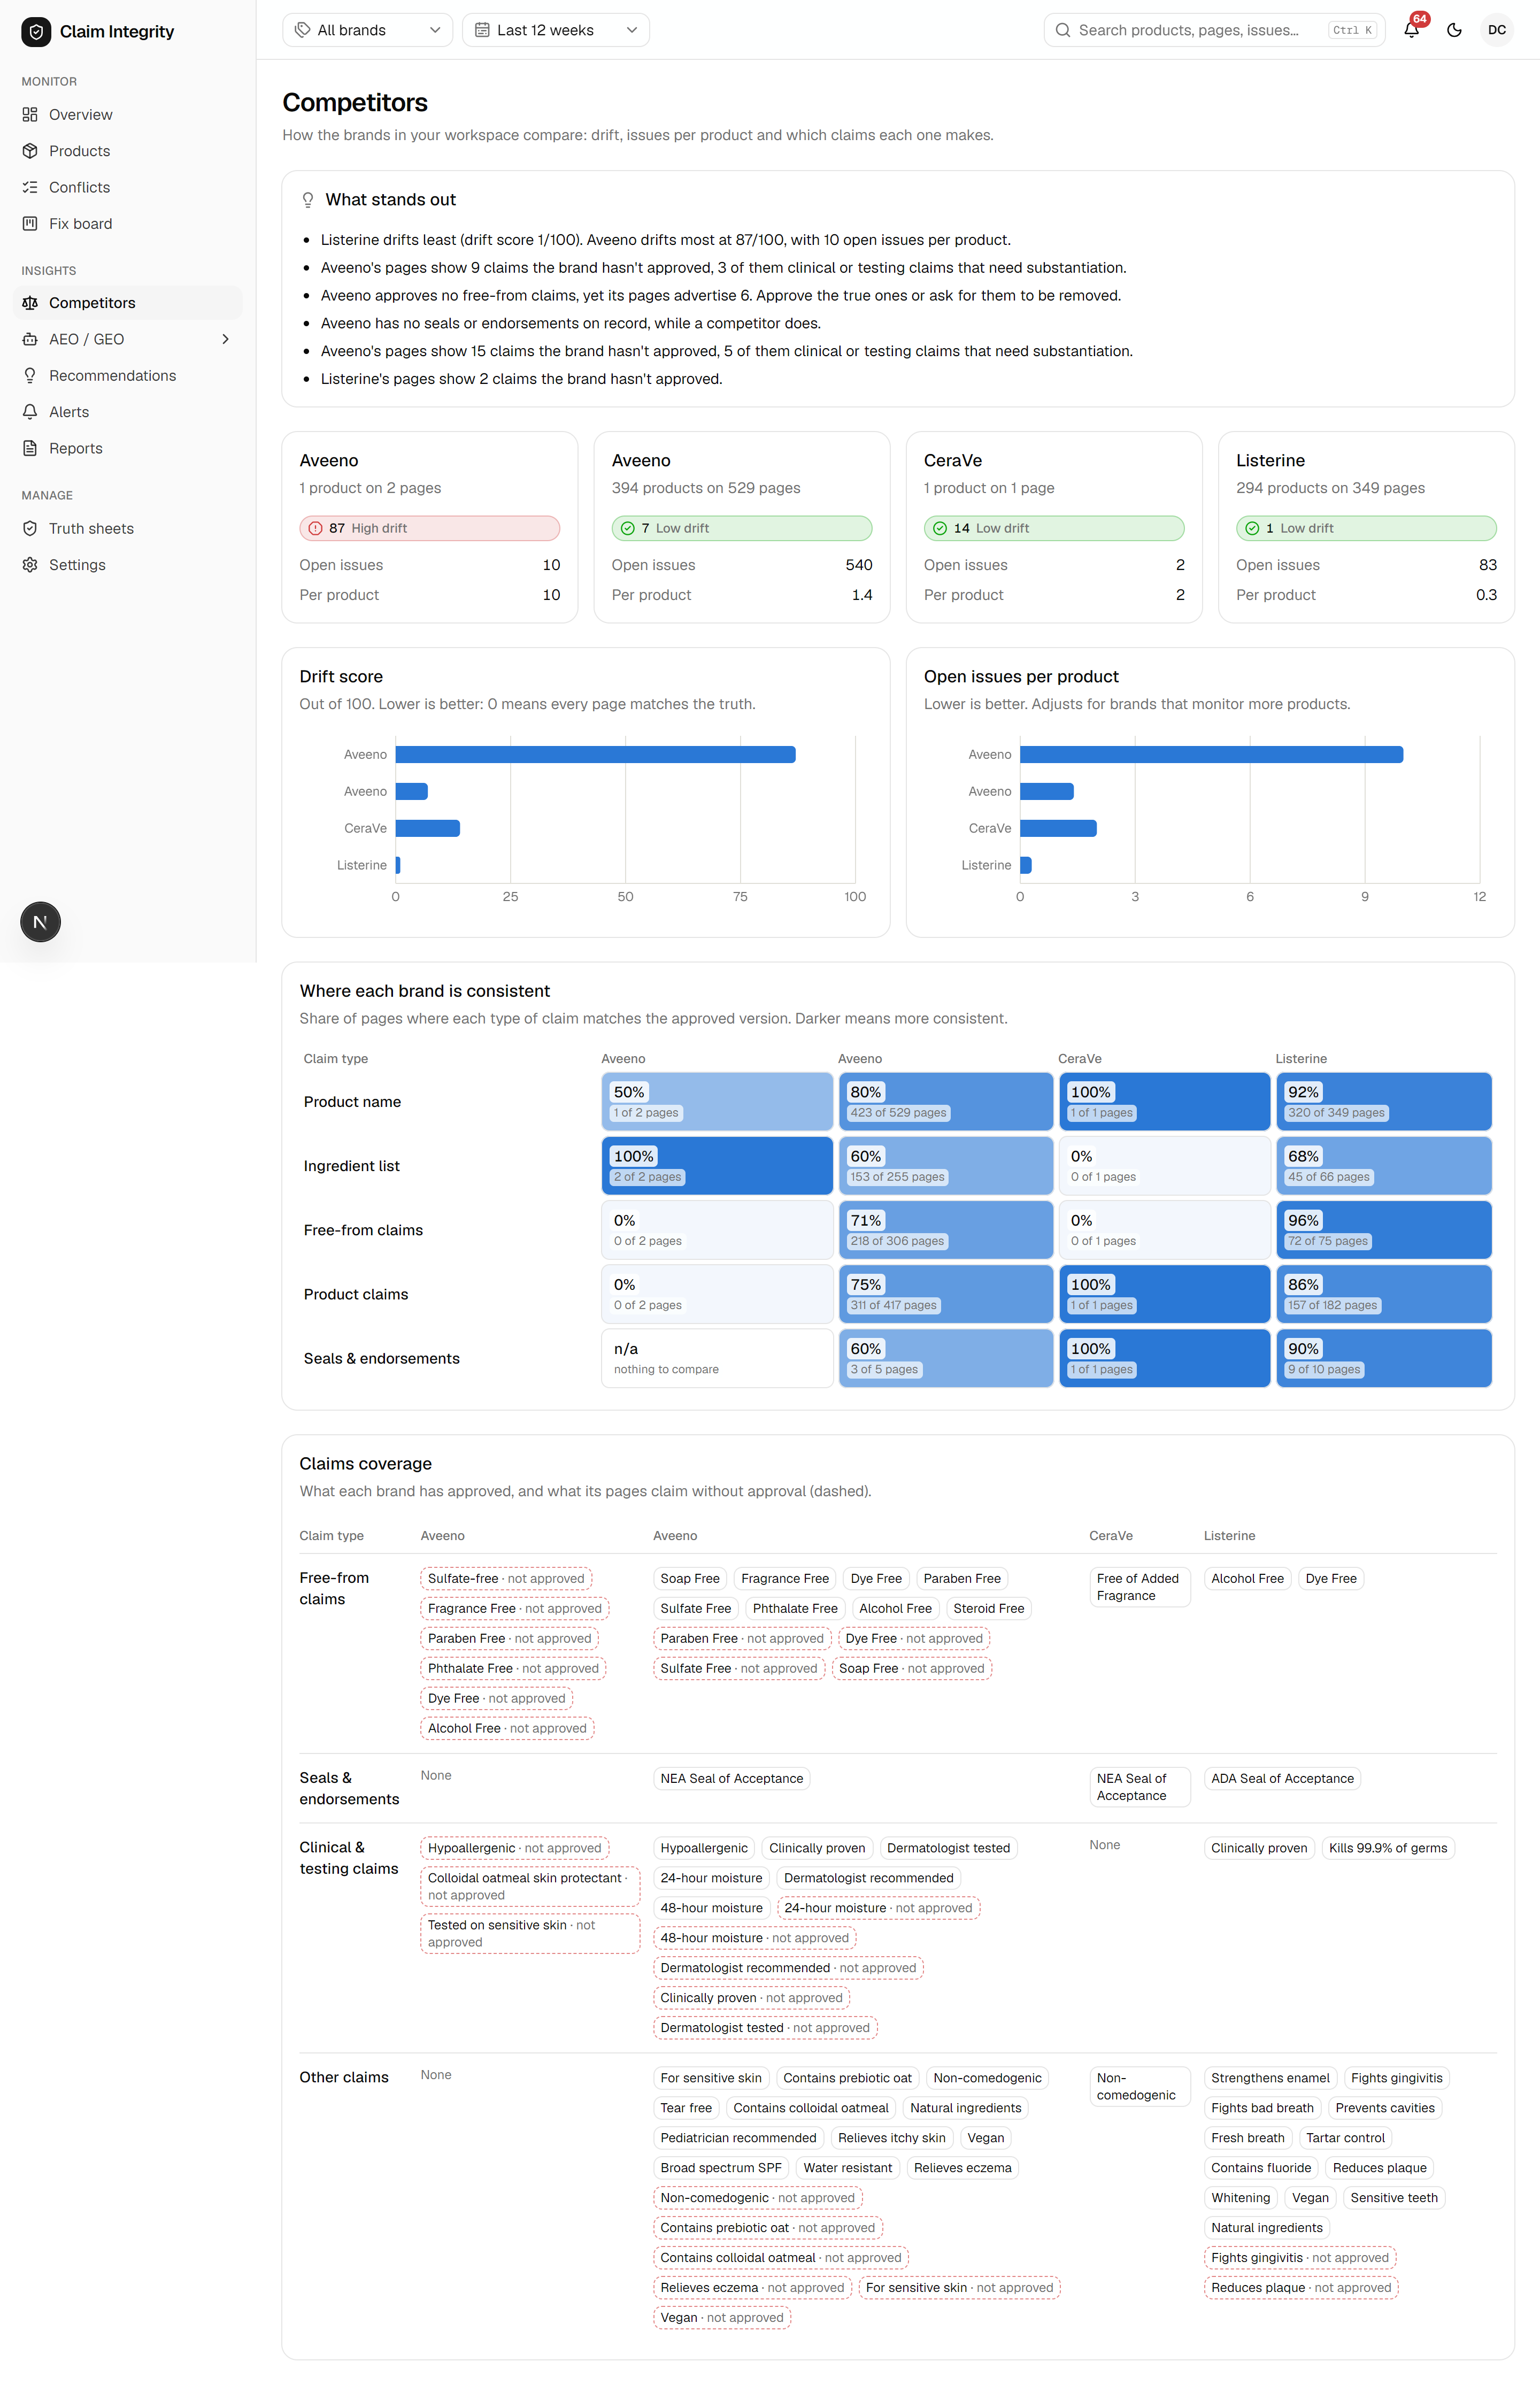 Claim Integrity
All brands
Last 12 weeks
Search products, pages, issues...
Ctrl K
64
DC
MONITOR
Overview
Products
Conflicts
Fix board
INSIGHTS
Competitors
AEO / GEO
Recommendations
Alerts
Reports
MANAGE
Truth sheets
Settings
N
Competitors
How the brands in your workspace compare: drift, issues per product and which claims each one makes.
What stands out
Listerine drifts least (drift score 1/100). Aveeno drifts most at 87/100, with 10 open issues per product.
Aveeno's pages show 9 claims the brand hasn't approved, 3 of them clinical or testing claims that need substantiation.
Aveeno approves no free-from claims, yet its pages advertise 6. Approve the true ones or ask for them to be removed.
Aveeno has no seals or endorsements on record, while a competitor does.
Aveeno's pages show 15 claims the brand hasn't approved, 5 of them clinical or testing claims that need substantiation.
Listerine's pages show 2 claims the brand hasn't approved.
Aveeno
1 product on 2 pages
87 High drift
Open issues 10
Per product 10
Aveeno
394 products on 529 pages
7 Low drift
Open issues 540
Per product 1.4
CeraVe
1 product on 1 page
14 Low drift
Open issues 2
Per product 2
Listerine
294 products on 349 pages
1 Low drift
Open issues 83
Per product 0.3
Drift score
Out of 100. Lower is better: 0 means every page matches the truth.
Aveeno
Aveeno
CeraVe
Listerine
0 25 50 75 100
Open issues per product
Lower is better. Adjusts for brands that monitor more products.
Aveeno
Aveeno
CeraVe
Listerine
0 3 6 9 12
Where each brand is consistent
Share of pages where each type of claim matches the approved version. Darker means more consistent.
Claim type Aveeno Aveeno CeraVe Listerine
Product name
50% 80% 100% 92%
1 of 2 pages 423 of 529 pages 1 of 1 pages 320 of 349 pages
Ingredient list
100% 60% 0% 68%
2 of 2 pages 153 of 255 pages 0 of 1 pages 45 of 66 pages
Free-from claims
0% 71% 0% 96%
0 of 2 pages 218 of 306 pages 0 of 1 pages 72 of 75 pages
Product claims
0% 75% 100% 86%
0 of 2 pages 311 of 417 pages 1 of 1 pages 157 of 182 pages
Seals & endorsements
n/a 60% 100% 90%
nothing to compare 3 of 5 pages 1 of 1 pages 9 of 10 pages
Claims coverage
What each brand has approved, and what its pages claim without approval (dashed).
Claim type Aveeno Aveeno CeraVe Listerine
Free-from
claims
Sulfate-free · not approved
Fragrance Free · not approved
Paraben Free · not approved
Phthalate Free · not approved
Dye Free · not approved
Alcohol Free · not approved
Soap Free Fragrance Free Dye Free Paraben Free
Sulfate Free Phthalate Free Alcohol Free Steroid Free
Paraben Free · not approved Dye Free · not approved
Sulfate Free · not approved Soap Free · not approved
Free of Added
Fragrance
Alcohol Free Dye Free
Seals &
endorsements
None
NEA Seal of Acceptance
NEA Seal of
Acceptance
ADA Seal of Acceptance
Clinical &
testing claims
Hypoallergenic · not approved
Colloidal oatmeal skin protectant ·
not approved
Tested on sensitive skin · not
approved
Hypoallergenic Clinically proven Dermatologist tested
24-hour moisture Dermatologist recommended
48-hour moisture 24-hour moisture · not approved
48-hour moisture · not approved
Dermatologist recommended · not approved
Clinically proven · not approved
Dermatologist tested · not approved
None
Clinically proven Kills 99.9% of germs
Other claims
None
For sensitive skin Contains prebiotic oat Non-comedogenic
Tear free Contains colloidal oatmeal Natural ingredients
Pediatrician recommended Relieves itchy skin Vegan
Broad spectrum SPF Water resistant Relieves eczema
Non-comedogenic · not approved
Contains prebiotic oat · not approved
Contains colloidal oatmeal · not approved
Relieves eczema · not approved For sensitive skin · not approved
Vegan · not approved
Non-
comedogenic
Strengthens enamel Fights gingivitis
Fights bad breath Prevents cavities
Fresh breath Tartar control
Contains fluoride Reduces plaque
Whitening Vegan Sensitive teeth
Natural ingredients
Fights gingivitis · not approved
Reduces plaque · not approved